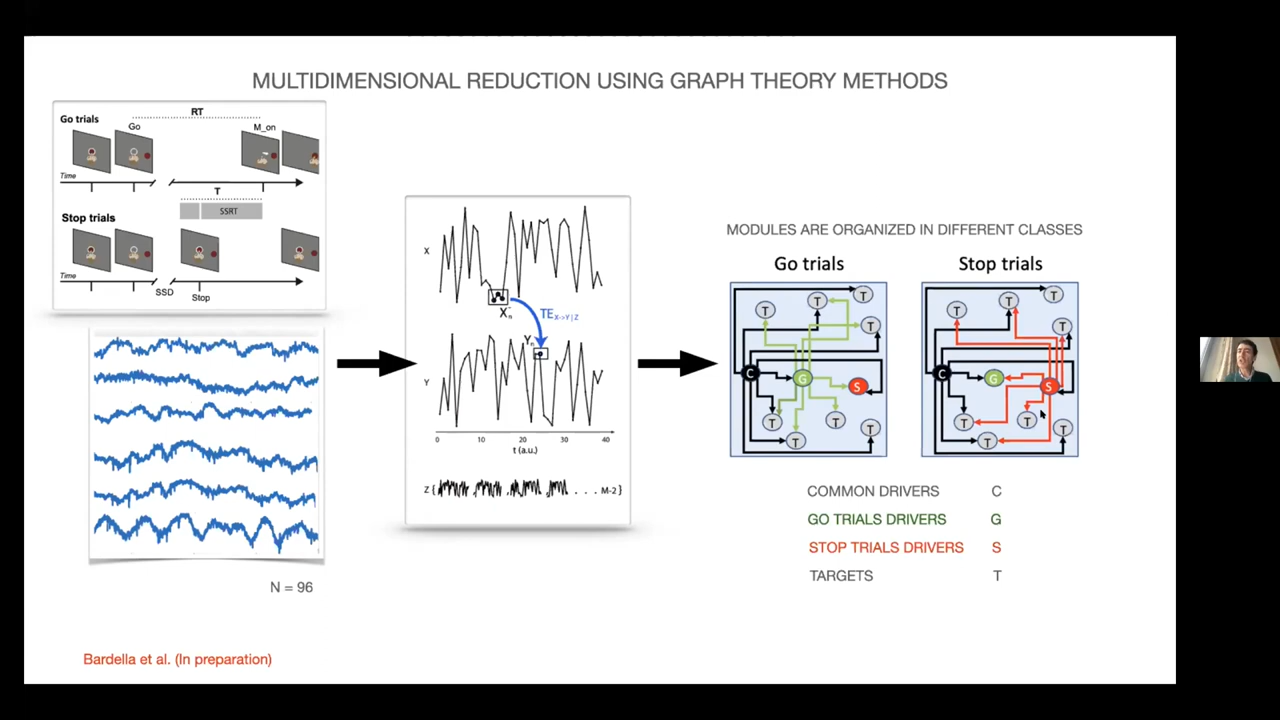 MULTIDIMENSIONAL REDUCTION USING GRAPH THEORY METHODS
RT
Go trials
Go
M_on
Time
T
SSRT
Stop trials
Time
SSD
Stop
N = 96
X
X⁻n
TE X->Y|Z
Yn
Y
0 10 20 30 40
t (a.u.)
Z { . . . . M-2 }
MODULES ARE ORGANIZED IN DIFFERENT CLASSES
Go trials
Stop trials
T T T
T
C G S
T T T
T
T T T
T
C G S
T T T
T
COMMON DRIVERS C
GO TRIALS DRIVERS G
STOP TRIALS DRIVERS S
TARGETS T
Bardella et al. (In preparation)